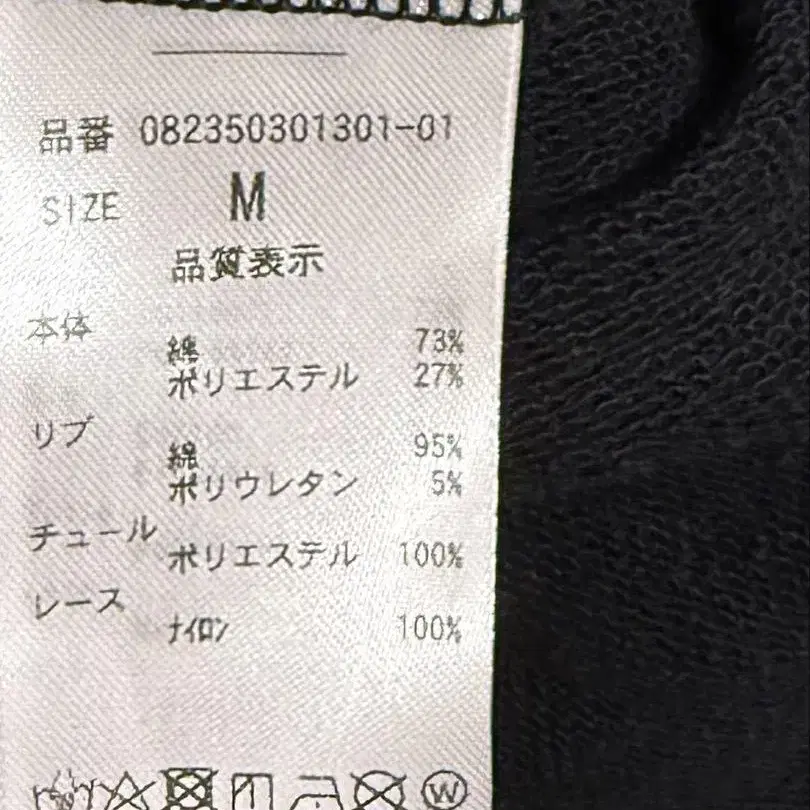 品番 082350301301-01
SIZE M
品質表示
本体
綿 73%
ポリエステル 27%
リブ
綿 95%
ポリウレタン 5%
チュール
ポリエステル 100%
レース
ナイロン 100%
W